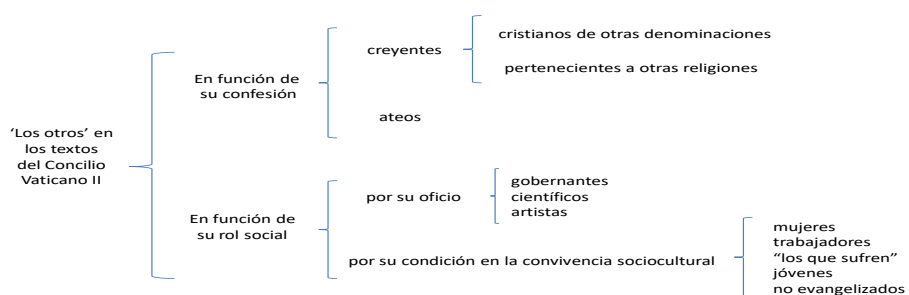 ‘Los otros’ en
los textos
del Concilio
Vaticano II
En función de
su confesión
creyentes
cristianos de otras denominaciones
pertenecientes a otras religiones
ateos
En función de
su rol social
por su oficio
gobernantes
científicos
artistas
por su condición en la convivencia sociocultural
mujeres
trabajadores
“los que sufren”
jóvenes
no evangelizados